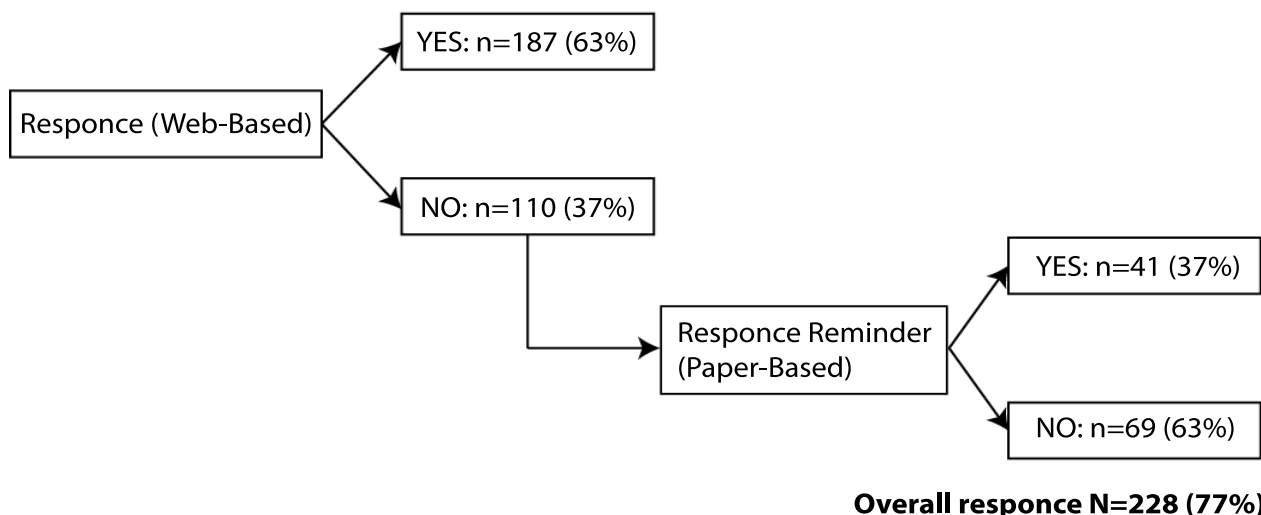 YES: n=187 (63%)
Responce (Web-Based)
NO: n=110 (37%)
YES: n=41 (37%)
Responce Reminder
(Paper-Based)
NO: n=69 (63%)
Overall responce N=228 (77%)